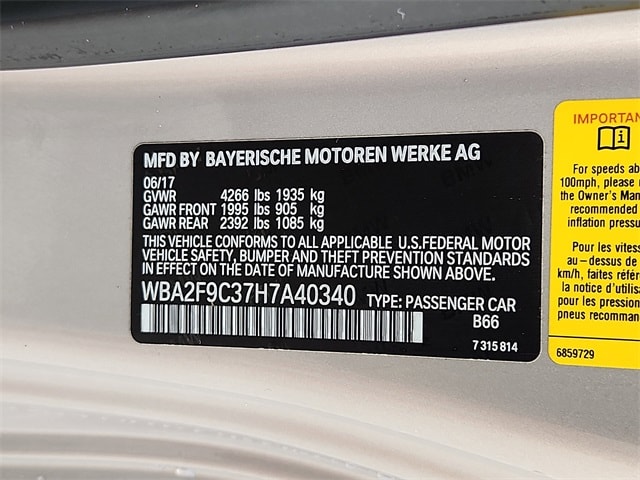 MFD BY BAYERISCHE MOTOREN WERKE AG
06/17
GVWR 4266 lbs 1935 kg
GAWR FRONT 1995 lbs 905 kg
GAWR REAR 2392 lbs 1085 kg
THIS VEHICLE CONFORMS TO ALL APPLICABLE U.S.FEDERAL MOTOR
VEHICLE SAFETY, BUMPER AND THEFT PREVENTION STANDARDS
IN EFFECT ON THE DATE OF MANUFACTURE SHOWN ABOVE.
WBA2F9C37H7A40340 TYPE: PASSENGER CAR
B66
7 315 814
IMPORTAN
i
For speeds ab
100mph, please r
the Owner's Man
recommended
inflation pressu
Pour les vitess
au–dessus de
km/h, faites référe
la notice d'utilisat
pour les pression
pneus recomman
6859729